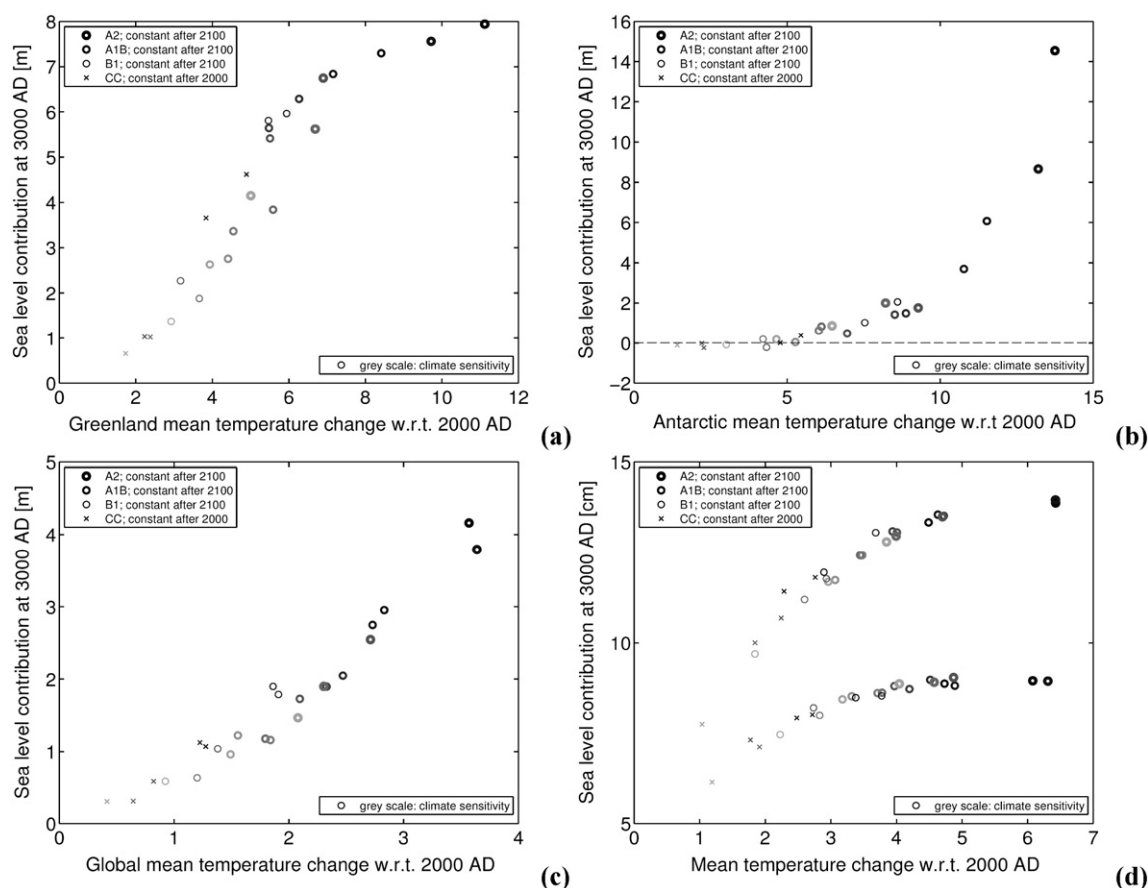 8
7
6
5
4
3
2
1
0
Sea level contribution at 3000 AD [m]
A2; constant after 2100
A1B; constant after 2100
B1; constant after 2100
CC; constant after 2000
grey scale: climate sensitivity
0 2 4 6 8 10 12
Greenland mean temperature change w.r.t. 2000 AD
(a)
16
14
12
10
8
6
4
2
0
−2
Sea level contribution at 3000 AD [m]
A2; constant after 2100
A1B; constant after 2100
B1; constant after 2100
CC; constant after 2000
grey scale: climate sensitivity
0 5 10 15
Antarctic mean temperature change w.r.t 2000 AD
(b)
5
4
3
2
1
0
Sea level contribution at 3000 AD [m]
A2; constant after 2100
A1B; constant after 2100
B1; constant after 2100
CC; constant after 2000
grey scale: climate sensitivity
0 1 2 3 4
Global mean temperature change w.r.t. 2000 AD
(c)
15
10
5
Sea level contribution at 3000 AD [cm]
A2; constant after 2100
A1B; constant after 2100
B1; constant after 2100
CC; constant after 2000
grey scale: climate sensitivity
0 1 2 3 4 5 6 7
Mean temperature change w.r.t. 2000 AD
(d)